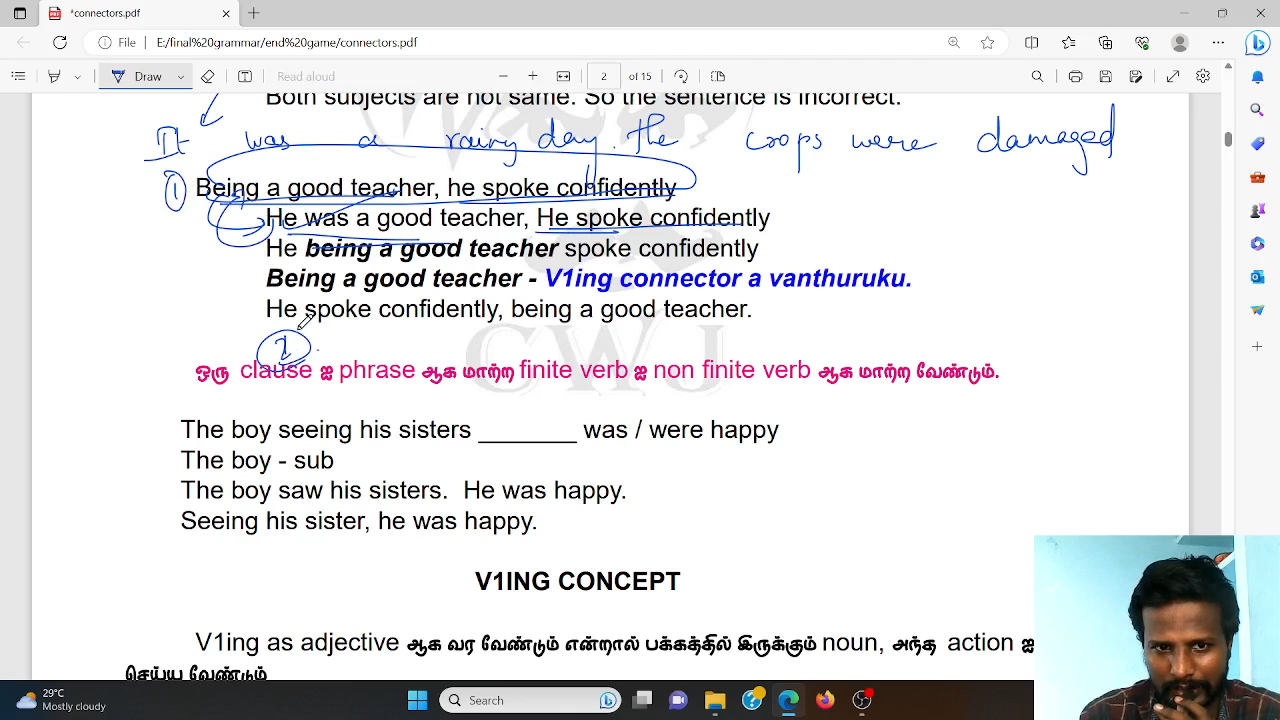 *connectors.pdf
File E:/final%20grammar/end%20game/connectors.pdf
Draw Read aloud 2 of 15
Both subjects are not same. So the sentence is incorrect.
It was a rainy day. The crops were damaged
1 Being a good teacher, he spoke confidently
He was a good teacher, He spoke confidently
He being a good teacher spoke confidently
Being a good teacher - V1ing connector a vanthuruku.
He spoke confidently, being a good teacher.
ஒரு clause ஐ phrase ஆக மாற்ற finite verb ஐ non finite verb ஆக மாற்ற வேண்டும்.
The boy seeing his sisters _______ was / were happy
The boy - sub
The boy saw his sisters. He was happy.
Seeing his sister, he was happy.
CWJ
V1ING CONCEPT
V1ing as adjective ஆக வர வேண்டும் என்றால் பக்கத்தில் இருக்கும் noun, அந்த action ஐ
செய்ய வேண்டும்
29°C
Mostly cloudy
Search